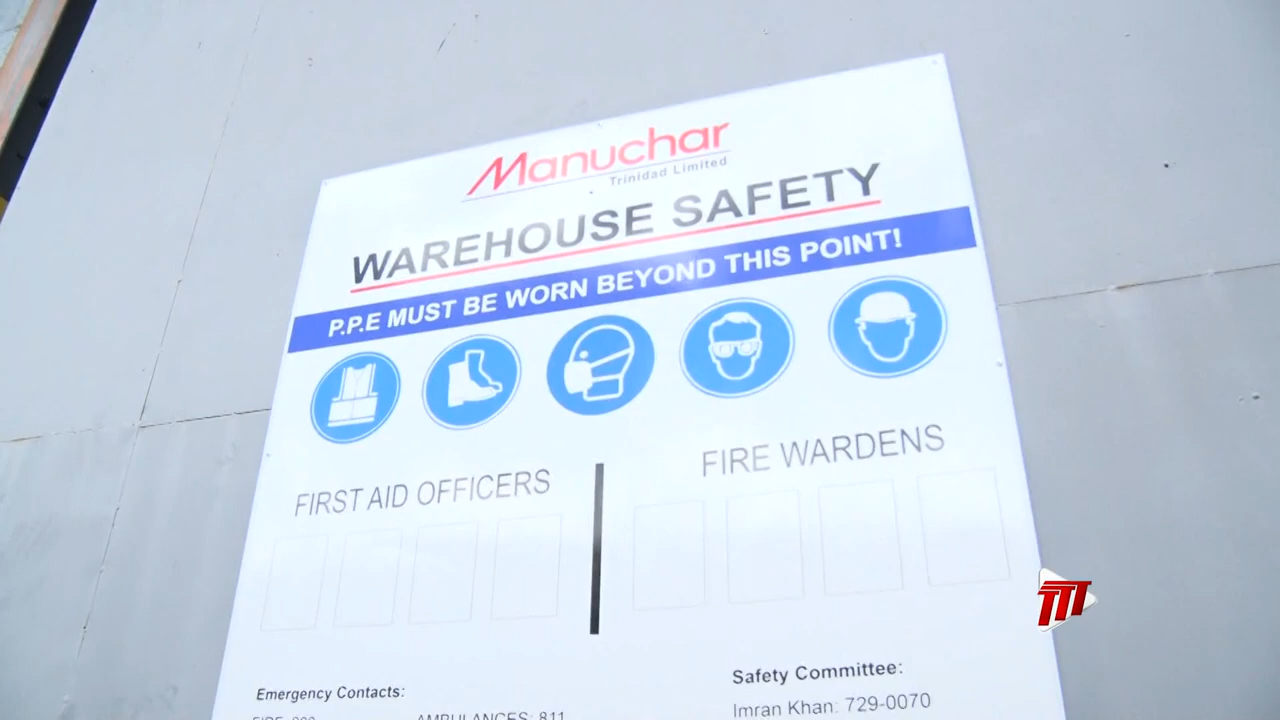 Manuchar
Trinidad Limited
WAREHOUSE SAFETY
P.P.E MUST BE WORN BEYOND THIS POINT!
FIRST AID OFFICERS
FIRE WARDENS
Emergency Contacts:
AMBULANCES: 811
Safety Committee:
Imran Khan: 729-0070
TTT